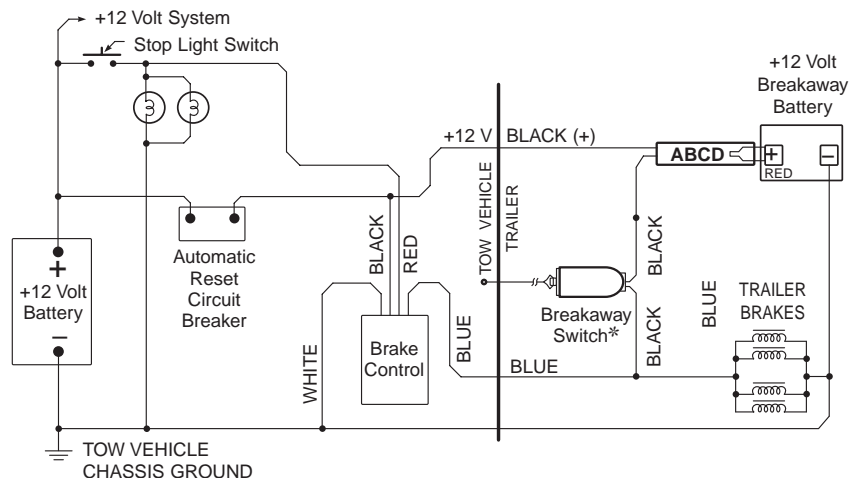 +12 Volt System
Stop Light Switch
+12 Volt
Breakaway
Battery
+12 V
BLACK (+)
ABCD
+
−
RED
TOW VEHICLE
TRAILER
BLACK
RED
BLACK
+
+12 Volt
Battery
−
Automatic
Reset
Circuit
Breaker
Breakaway
Switch*
BLUE
TRAILER
BRAKES
WHITE
Brake
Control
BLUE
BLACK
BLUE
TOW VEHICLE
CHASSIS GROUND